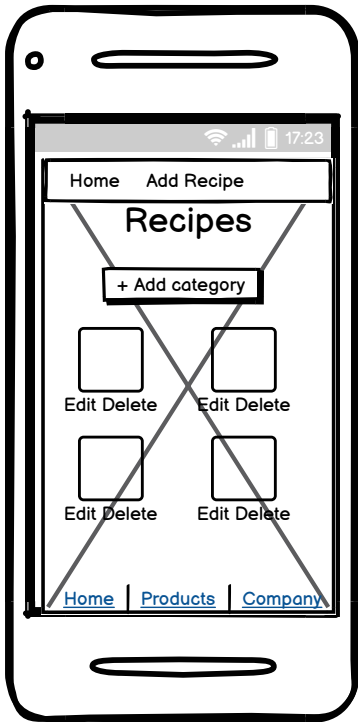 17:23
Home Add Recipe
Recipes
+ Add category
Edit Delete Edit Delete
Edit Delete Edit Delete
Home Products Company